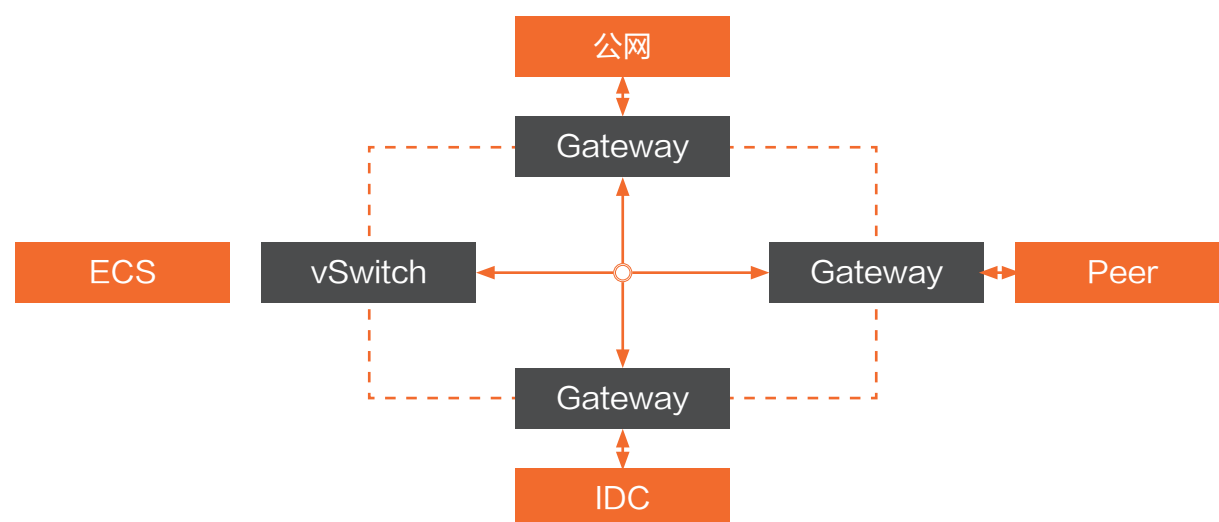 公网
Gateway
ECS
vSwitch
Gateway
Peer
Gateway
IDC